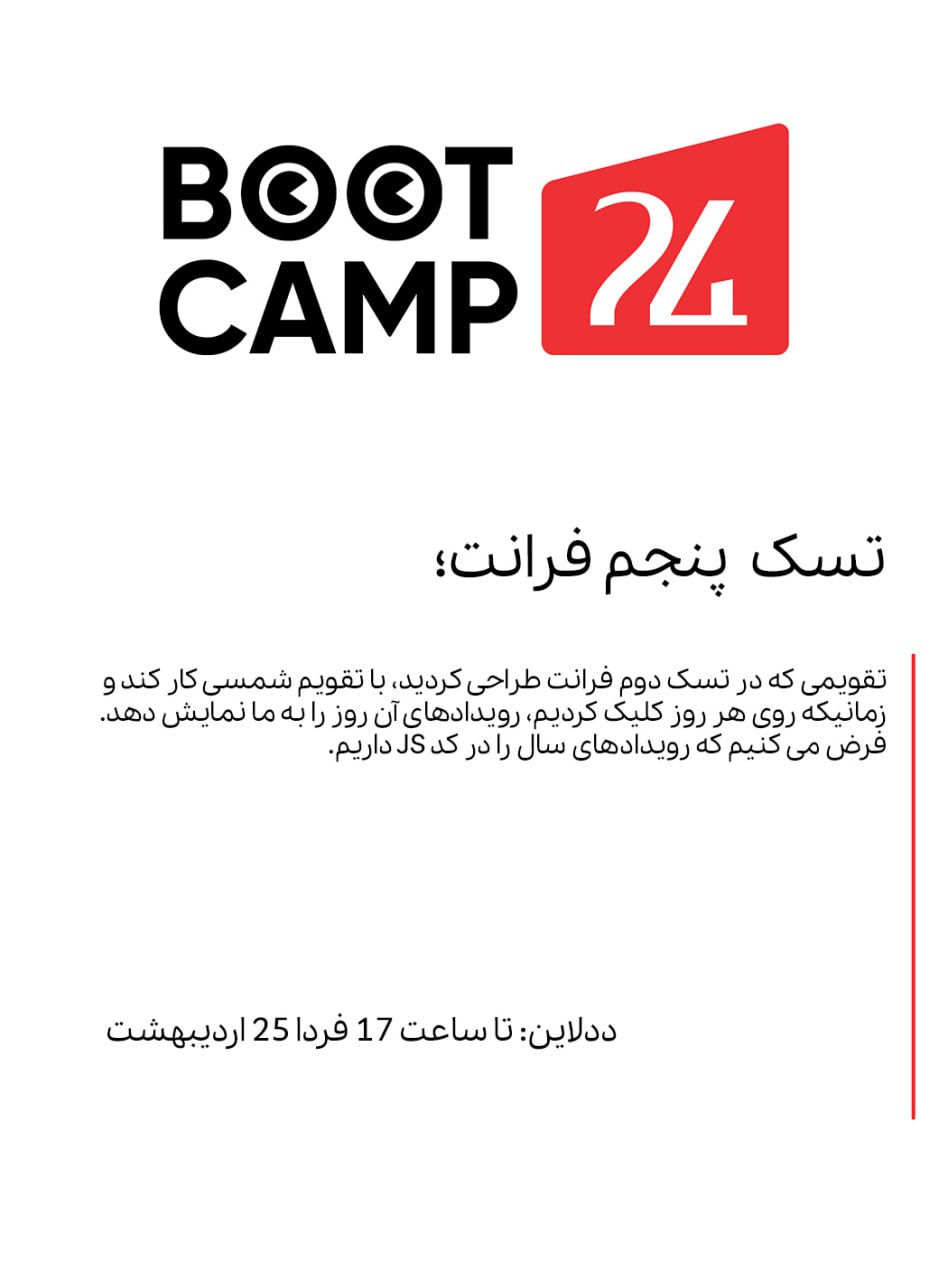 BOOT
CAMP
24
تسک پنجم فرانت؛
تقویمی که در تسک دوم فرانت طراحی کردید، با تقویم شمسی کار کند و
زمانیکه روی هر روز کلیک کردیم، رویدادهای آن روز را به ما نمایش دهد.
فرض می کنیم که رویدادهای سال را در کد JS داریم.
ددلاین: تا ساعت 17 فردا 25 اردیبهشت